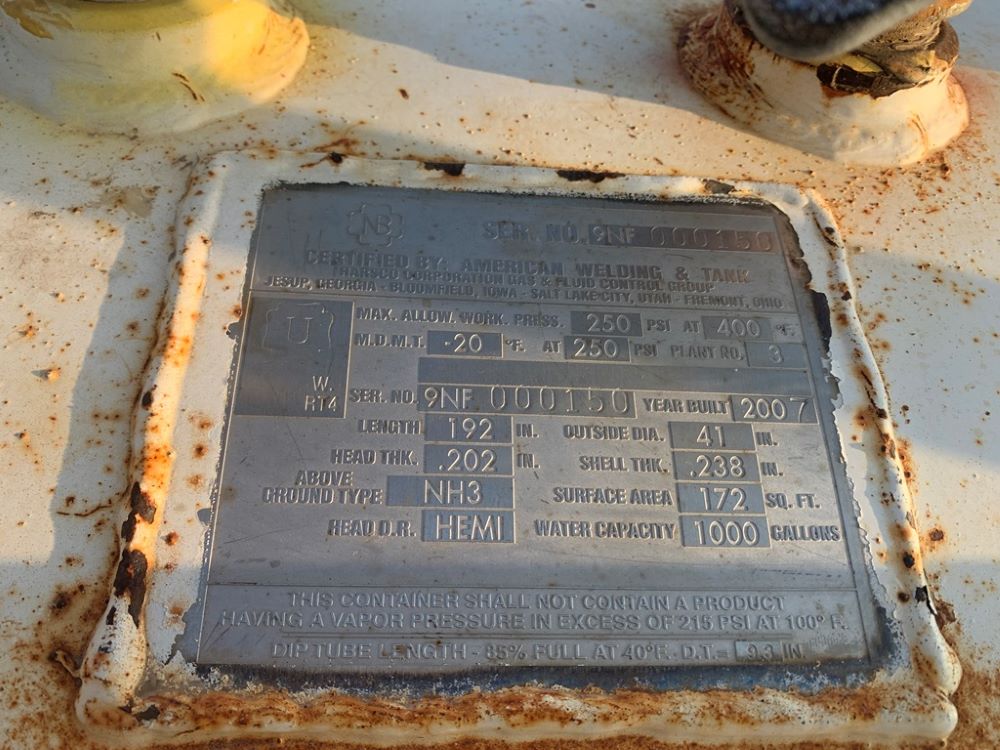 NB SER. NO. 9NF 000150
CERTIFIED BY: AMERICAN WELDING & TANK
THARSCO CORPORATION GAS & FLUID CONTROL GROUP
JESUP, GEORGIA - BLOOMFIELD, IOWA - SALT LAKE CITY, UTAH - FREMONT, OHIO
U
W.
RT4
MAX. ALLOW. WORK. PRESS. 250 PSI AT 400 °F.
M.D.M.T. -20 °F. AT 250 PSI PLANT NO. 3
SER. NO. 9NF 000150 YEAR BUILT 2007
LENGTH 192 IN. OUTSIDE DIA. 41 IN.
HEAD THK. .202 IN. SHELL THK. .238 IN.
ABOVE GROUND TYPE NH3 SURFACE AREA 172 SQ. FT.
HEAD D.R. HEMI WATER CAPACITY 1000 GALLONS
THIS CONTAINER SHALL NOT CONTAIN A PRODUCT
HAVING A VAPOR PRESSURE IN EXCESS OF 215 PSI AT 100° F.
DIP TUBE LENGTH - 85% FULL AT 40°F. - D.T.= 9.3 IN.